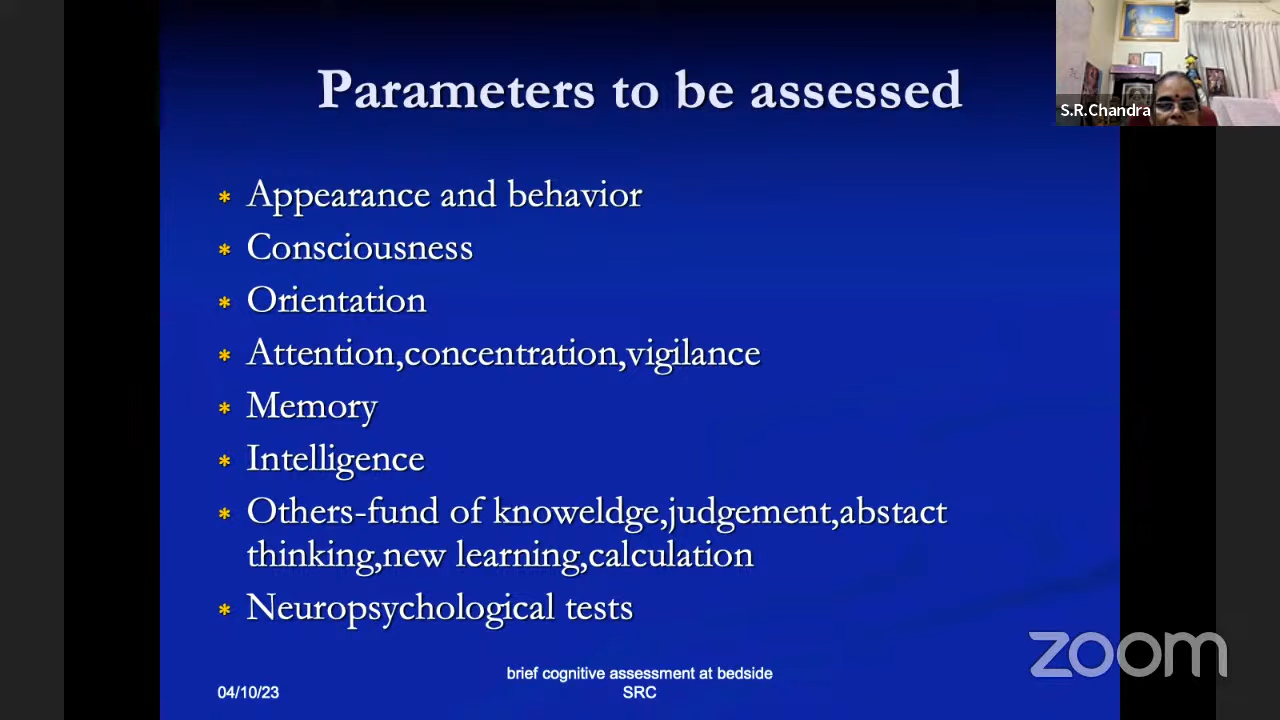 Parameters to be assessed
S.R.Chandra
* Appearance and behavior
* Consciousness
* Orientation
* Attention,concentration,vigilance
* Memory
* Intelligence
* Others-fund of knoweldge,judgement,abstact
thinking,new learning,calculation
* Neuropsychological tests
zoom
brief cognitive assessment at bedside
04/10/23
SRC